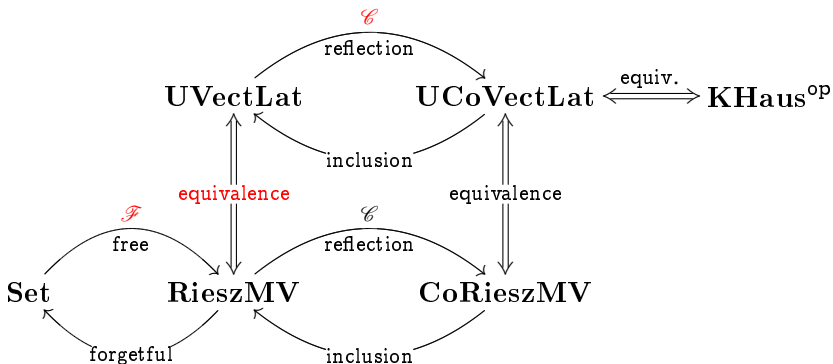 𝒞
reflection
equiv.
UVectLat UCoVectLat KHaus^op
inclusion
equivalence equivalence
ℱ 𝒞
free reflection
Set RieszMV CoRieszMV
forgetful inclusion